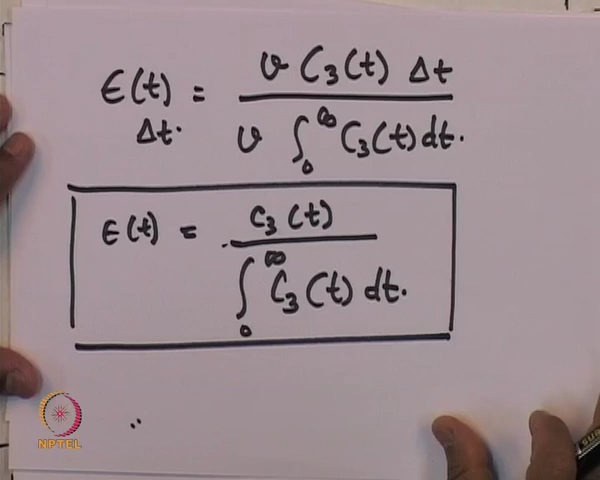 υ C₃(t) Δt
E(t) Δt = ―――――――
υ ∫₀^∞ C₃(t) dt.
C₃(t)
E(t) = ―――――――
∫₀^∞ C₃(t) dt.
NPTEL